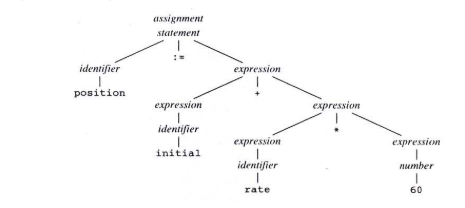 assignment
statement
identifier := expression
position expression + expression
identifier expression * expression
initial identifier number
rate 60